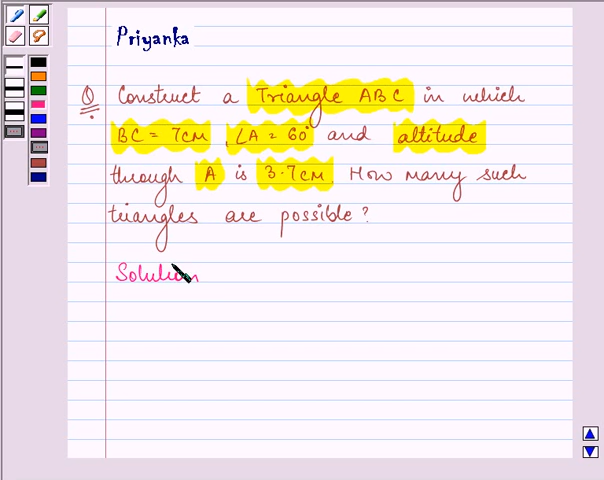 Priyanka
Q Construct a Triangle ABC in which
BC = 7cm, ∠A = 60° and altitude
through A is 3.7cm. How many such
triangles are possible?
Solution